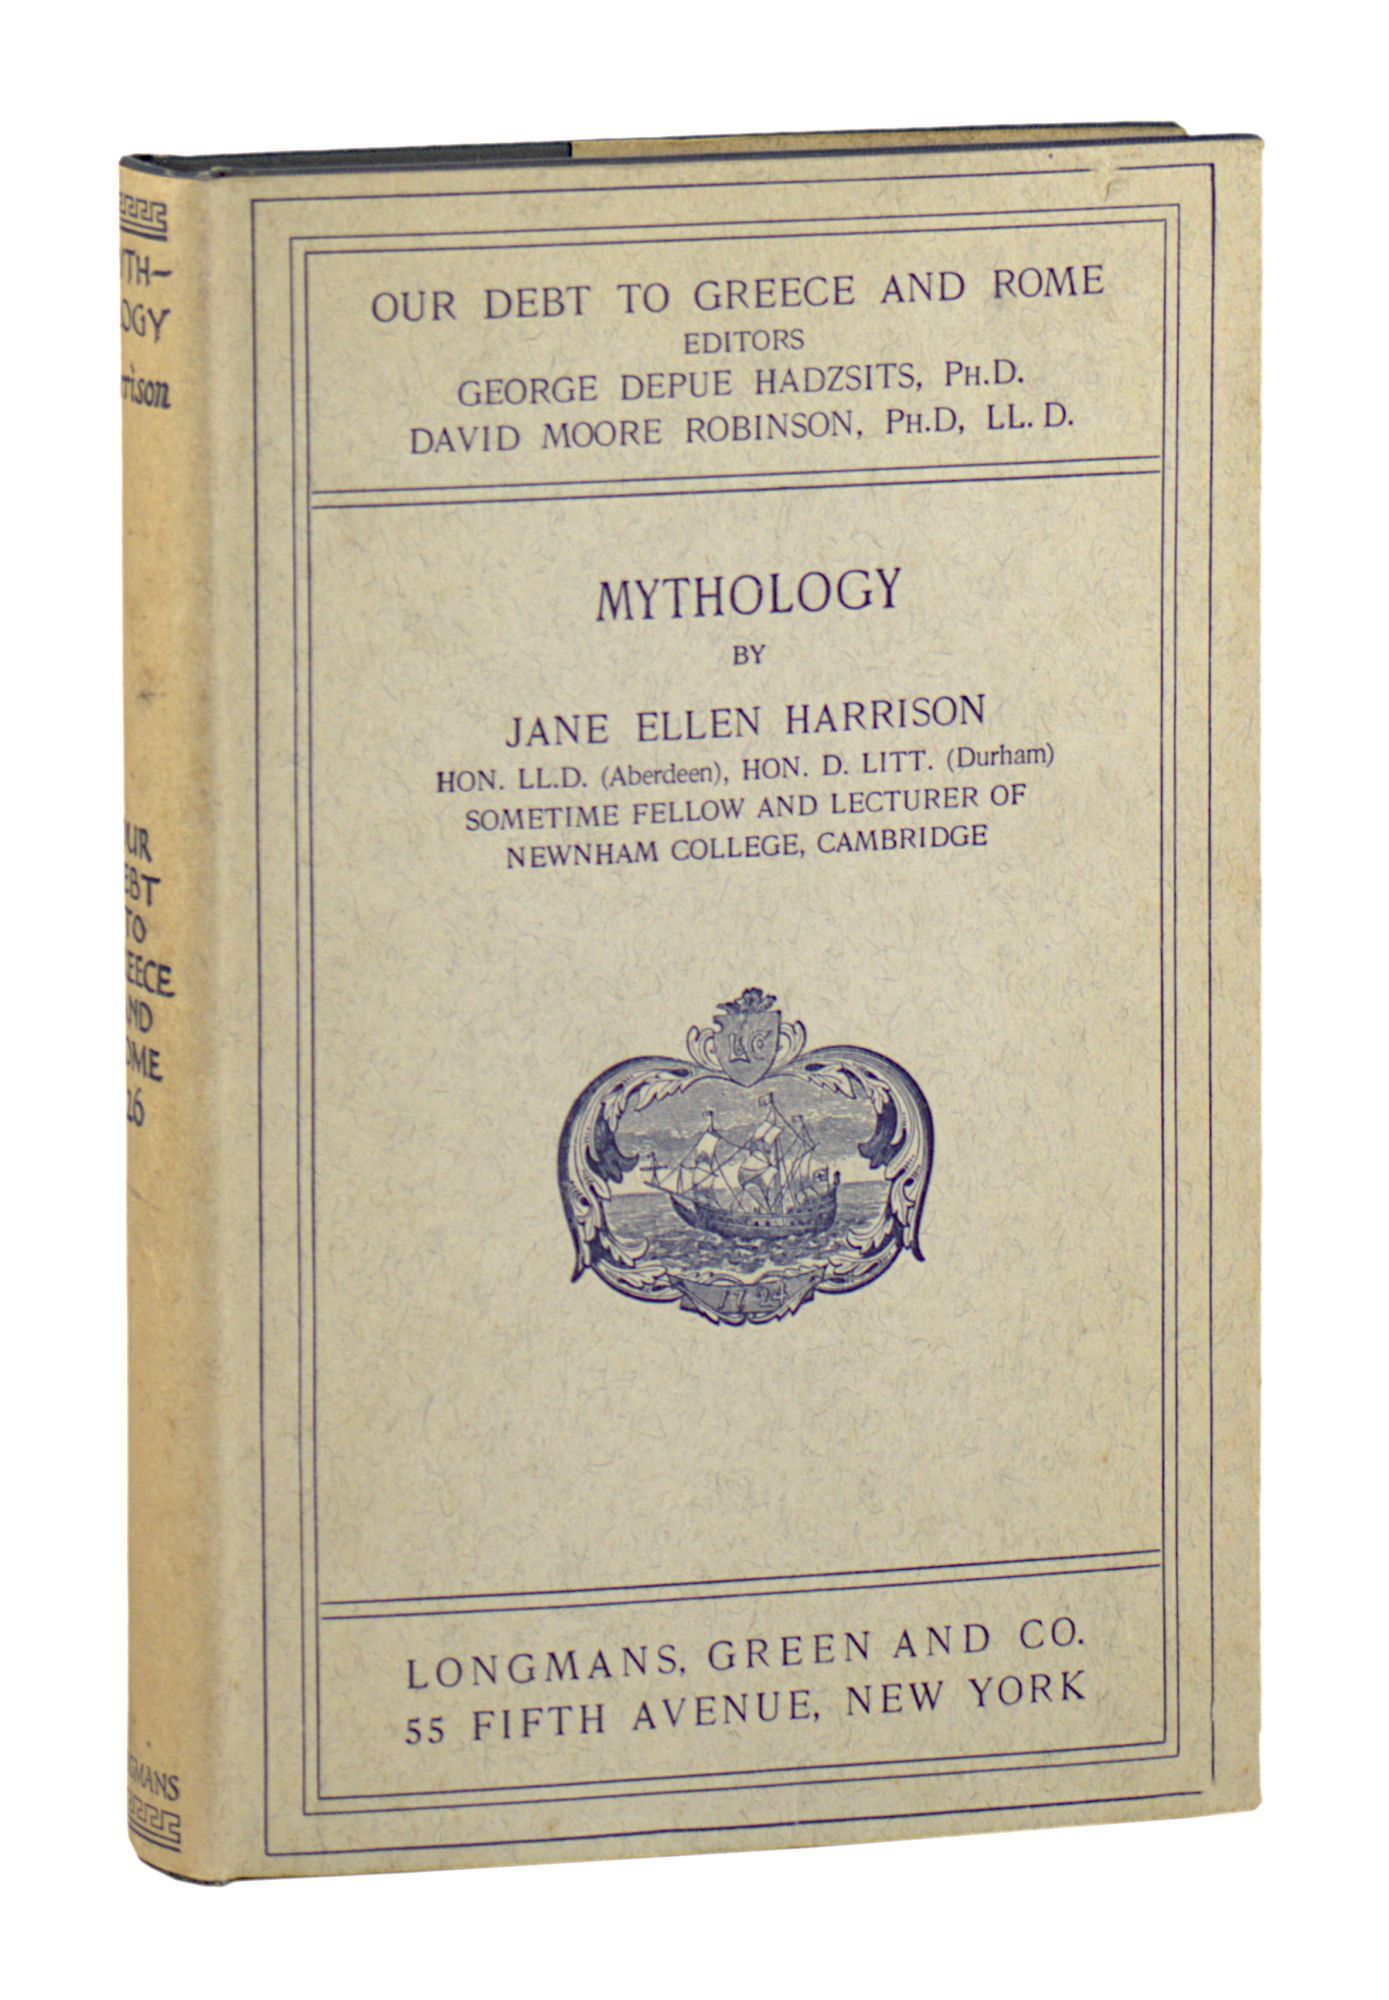 OUR DEBT TO GREECE AND ROME
EDITORS
GEORGE DEPUE HADZSITS, PH.D.
DAVID MOORE ROBINSON, PH.D, LL. D.
MYTHOLOGY
BY
JANE ELLEN HARRISON
HON. LL.D. (Aberdeen), HON. D. LITT. (Durham)
SOMETIME FELLOW AND LECTURER OF
NEWNHAM COLLEGE, CAMBRIDGE
1724
LONGMANS, GREEN AND CO.
55 FIFTH AVENUE, NEW YORK
TO
26